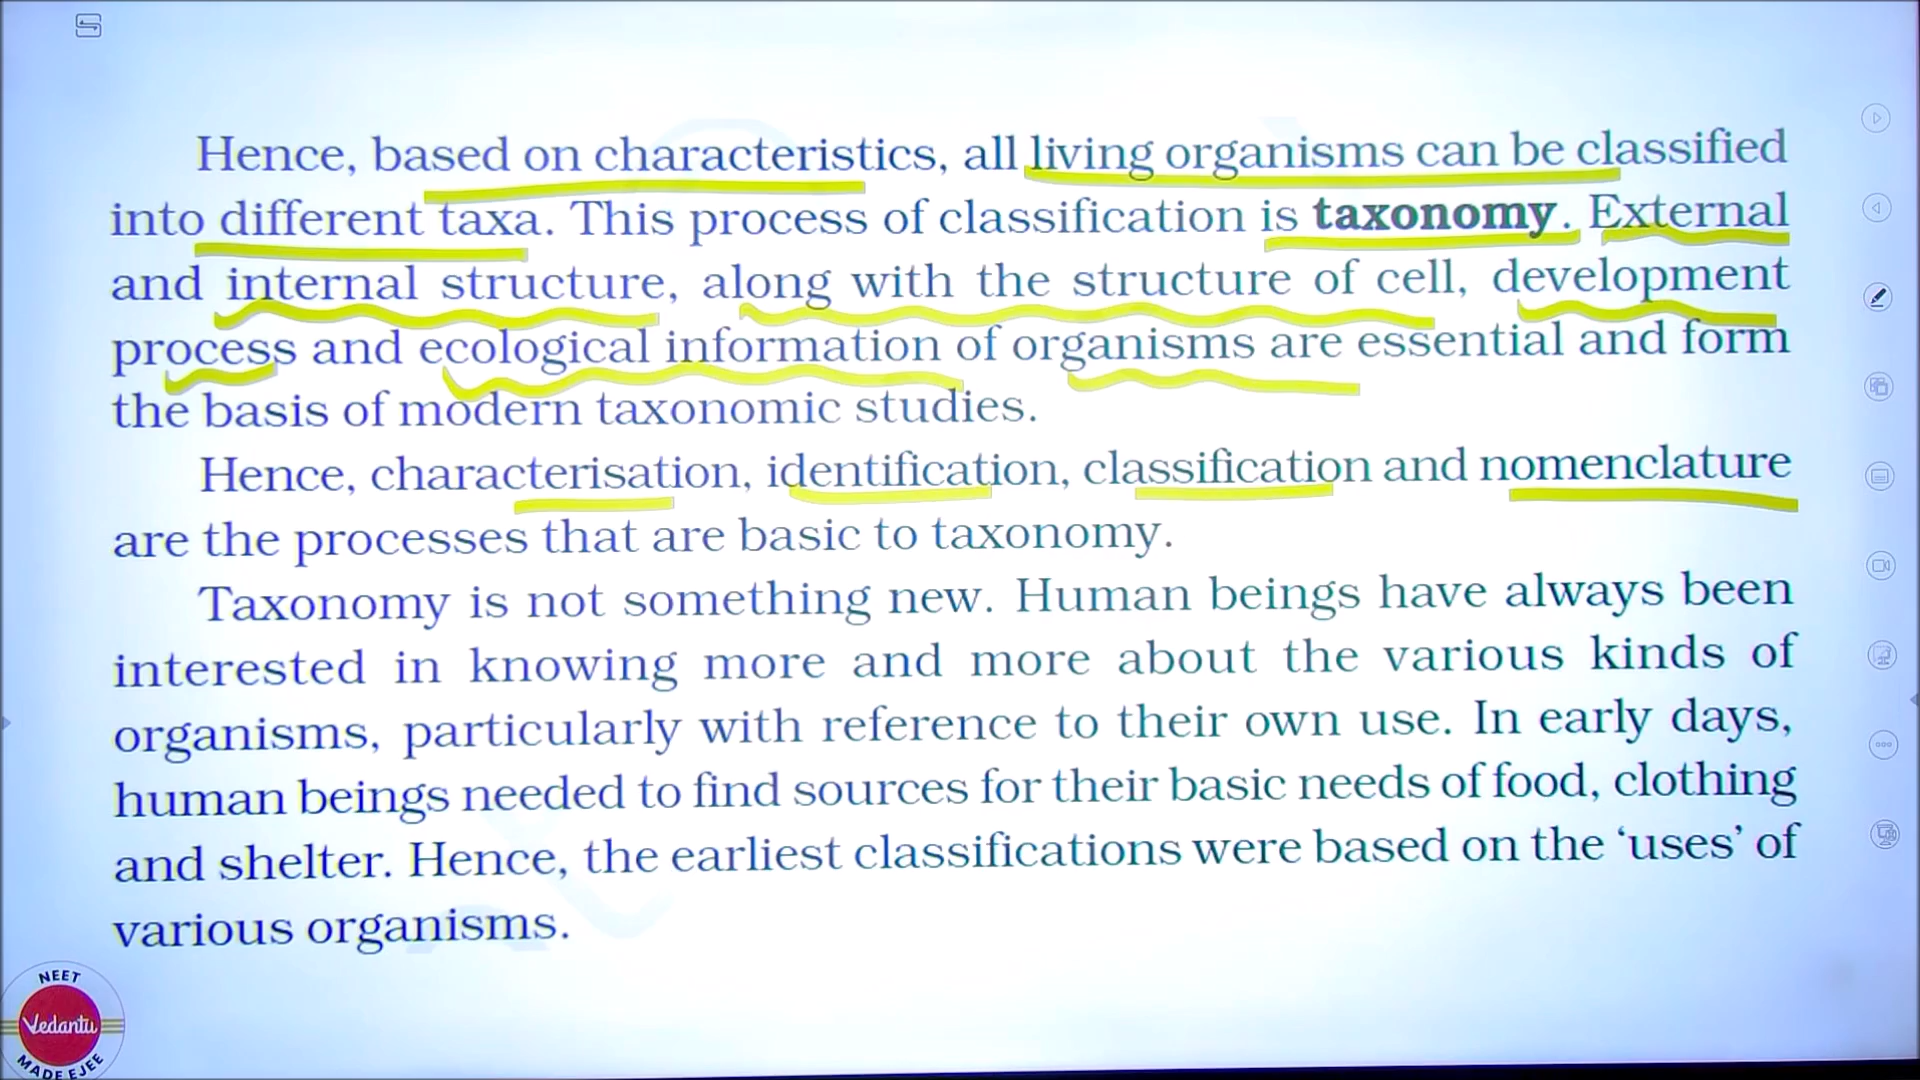 Hence, based on characteristics, all living organisms can be classified
into different taxa. This process of classification is taxonomy. External
and internal structure, along with the structure of cell, development
process and ecological information of organisms are essential and form
the basis of modern taxonomic studies.
Hence, characterisation, identification, classification and nomenclature
are the processes that are basic to taxonomy.
Taxonomy is not something new. Human beings have always been
interested in knowing more and more about the various kinds of
organisms, particularly with reference to their own use. In early days,
human beings needed to find sources for their basic needs of food, clothing
and shelter. Hence, the earliest classifications were based on the ‘uses’ of
various organisms.
NEET
Vedantu
MADE EJEE